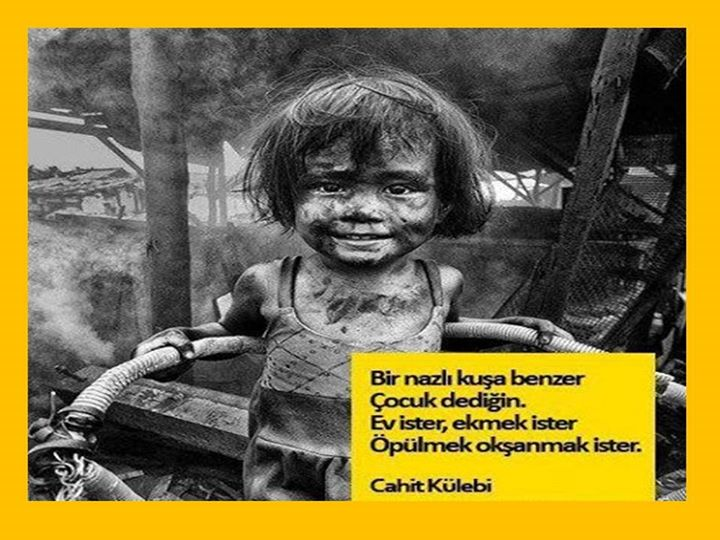 Bir nazlı kuşa benzer
Çocuk dediğin.
Ev ister, ekmek ister
Öpülmek okşanmak ister.
Cahit Külebi